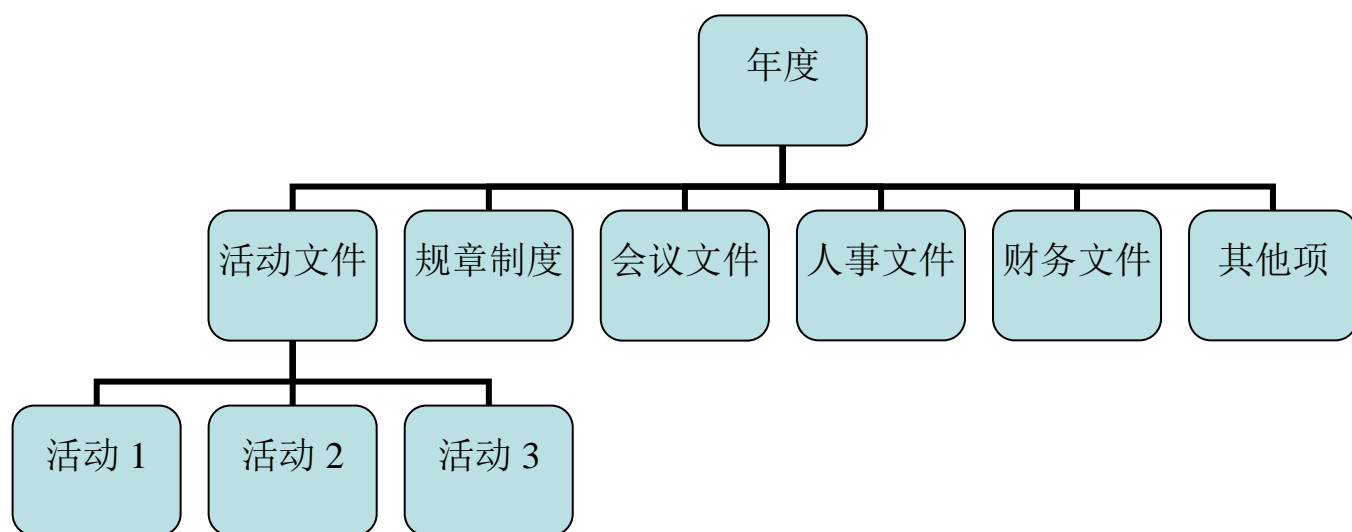 年度
活动文件
规章制度
会议文件
人事文件
财务文件
其他项
活动 1
活动 2
活动 3